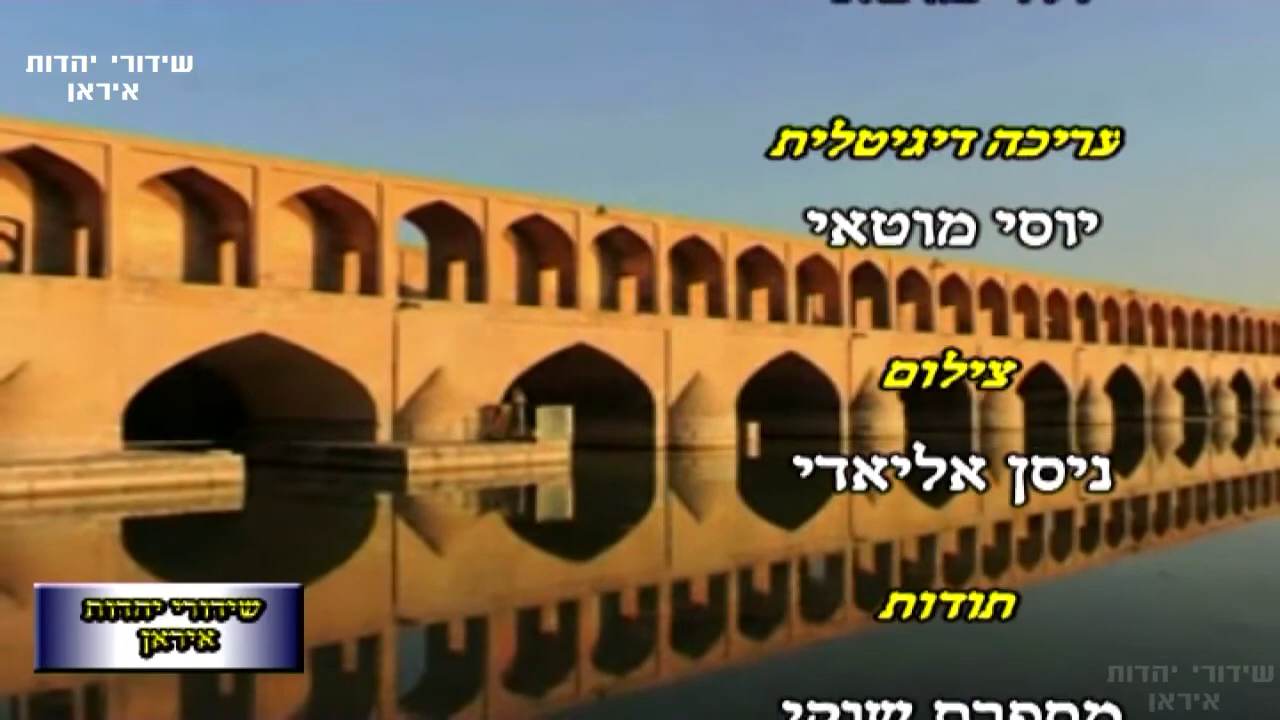 שידורי יהדות
איראן
עריכה דיגיטלית
יוסי מוטאי
צילום
ניסן אליאדי
תודות
שידורי יהדות
איראן
שידורי יהדות
איראן